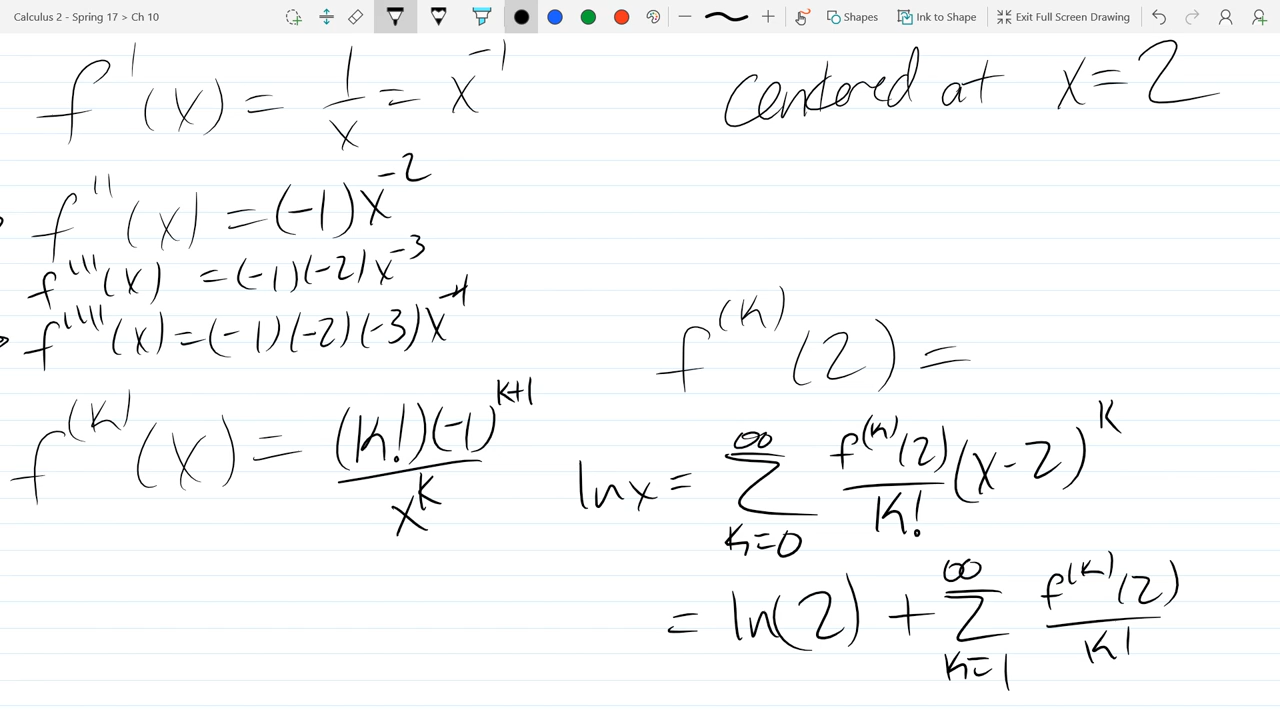 Calculus 2 - Spring 17 > Ch 10
Shapes
Ink to Shape
Exit Full Screen Drawing
f'(x) = 1/x = x^-1
centered at x=2
f''(x) = (-1)x^-2
f'''(x) = (-1)(-2)x^-3
f''''(x) = (-1)(-2)(-3)x^-4
f^(k)(x) = (k!)(-1)^k+1 / x^k
f^(k)(2) =
ln x = ∞ Σ k=0 f^(k)(2)/k! (x-2)^k
= ln(2) + ∞ Σ k=1 f^(k)(2)/k!